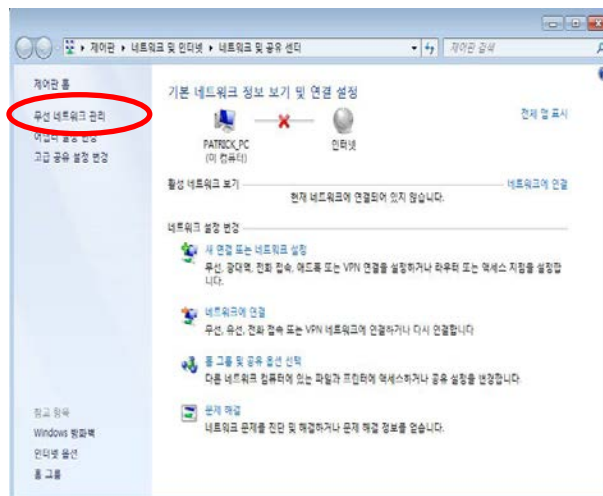 제어판 ▸ 네트워크 및 인터넷 ▸ 네트워크 및 공유 센터
제어판 검색
제어판 홈
무선 네트워크 관리
어댑터 설정 변경
고급 공유 설정 변경
기본 네트워크 정보 보기 및 연결 설정
전체 맵 표시
PATRICK_PC
(이 컴퓨터)
인터넷
활성 네트워크 보기
네트워크에 연결
현재 네트워크에 연결되어 있지 않습니다.
네트워크 설정 변경
새 연결 또는 네트워크 설정
무선, 광대역, 전화 접속, 애드혹 또는 VPN 연결을 설정하거나 라우터 또는 액세스 지점을 설정합
니다.
네트워크에 연결
무선, 유선, 전화 접속 또는 VPN 네트워크에 연결하거나 다시 연결합니다
홈 그룹 및 공유 옵션 선택
다른 네트워크 컴퓨터에 있는 파일과 프린터에 액세스하거나 공유 설정을 변경합니다.
문제 해결
네트워크 문제를 진단 및 해결하거나 문제 해결 정보를 얻습니다.
참고 항목
Windows 방화벽
인터넷 옵션
홈 그룹